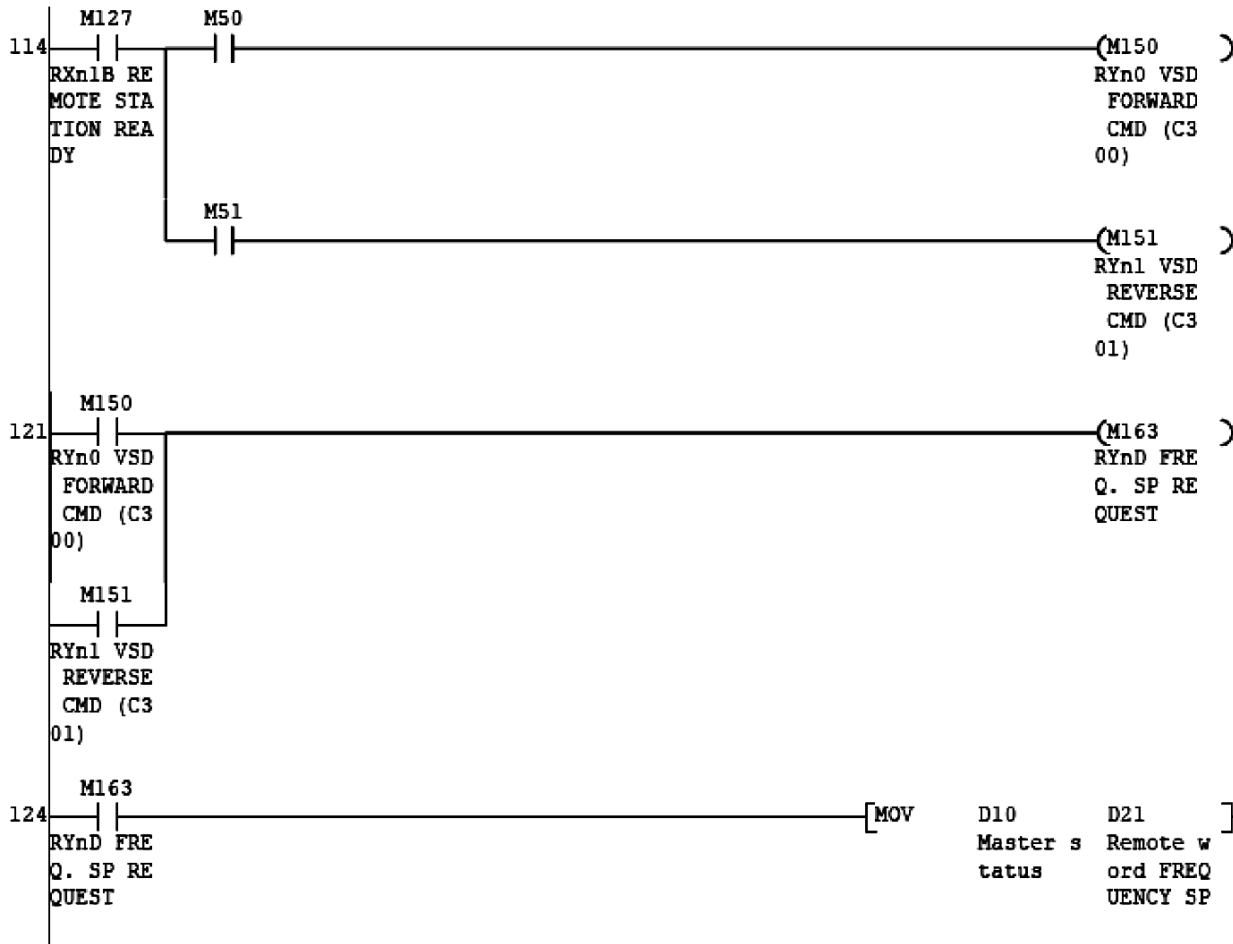 M127 M50
114 (M150 )
RXn1B RE
MOTE STA
TION REA
DY
RYn0 VSD
FORWARD
CMD (C3
00)
M51
(M151 )
RYn1 VSD
REVERSE
CMD (C3
01)
M150
121 (M163 )
RYn0 VSD
FORWARD
CMD (C3
00)
RYnD FRE
Q. SP RE
QUEST
M151
RYn1 VSD
REVERSE
CMD (C3
01)
M163
124 [MOV D10 D21 ]
RYnD FRE
Q. SP RE
QUEST
Master s
tatus
Remote w
ord FREQ
UENCY SP